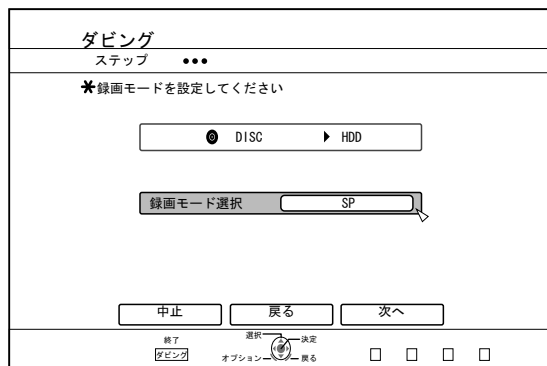 ダビング
ステップ •••
✱録画モードを設定してください
DISC ▶ HDD
録画モード選択 SP
中止 戻る 次へ
終了 選択 決定
ダビング オプション 戻る